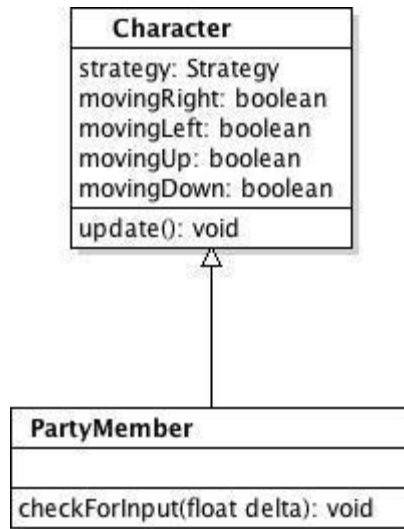 Character
strategy: Strategy
movingRight: boolean
movingLeft: boolean
movingUp: boolean
movingDown: boolean
update(): void
PartyMember
checkForInput(float delta): void